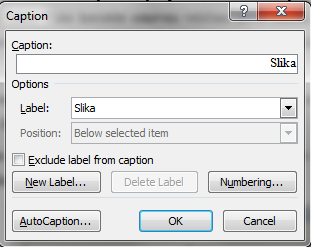 Caption
Caption:
Slika
Options
Label: Slika
Position: Below selected item
Exclude label from caption
New Label... Delete Label Numbering...
AutoCaption... OK Cancel